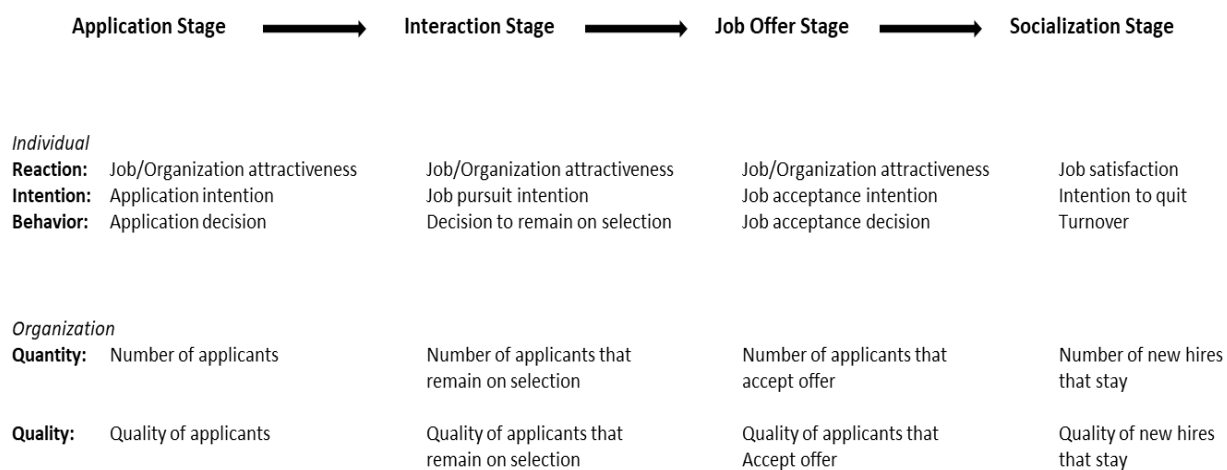 Application Stage Interaction Stage Job Offer Stage Socialization Stage
Individual
Reaction: Job/Organization attractiveness Job/Organization attractiveness Job/Organization attractiveness Job satisfaction
Intention: Application intention Job pursuit intention Job acceptance intention Intention to quit
Behavior: Application decision Decision to remain on selection Job acceptance decision Turnover
Organization
Quantity: Number of applicants Number of applicants that Number of applicants that Number of new hires
remain on selection accept offer that stay
Quality: Quality of applicants Quality of applicants that Quality of applicants that Quality of new hires
remain on selection Accept offer that stay